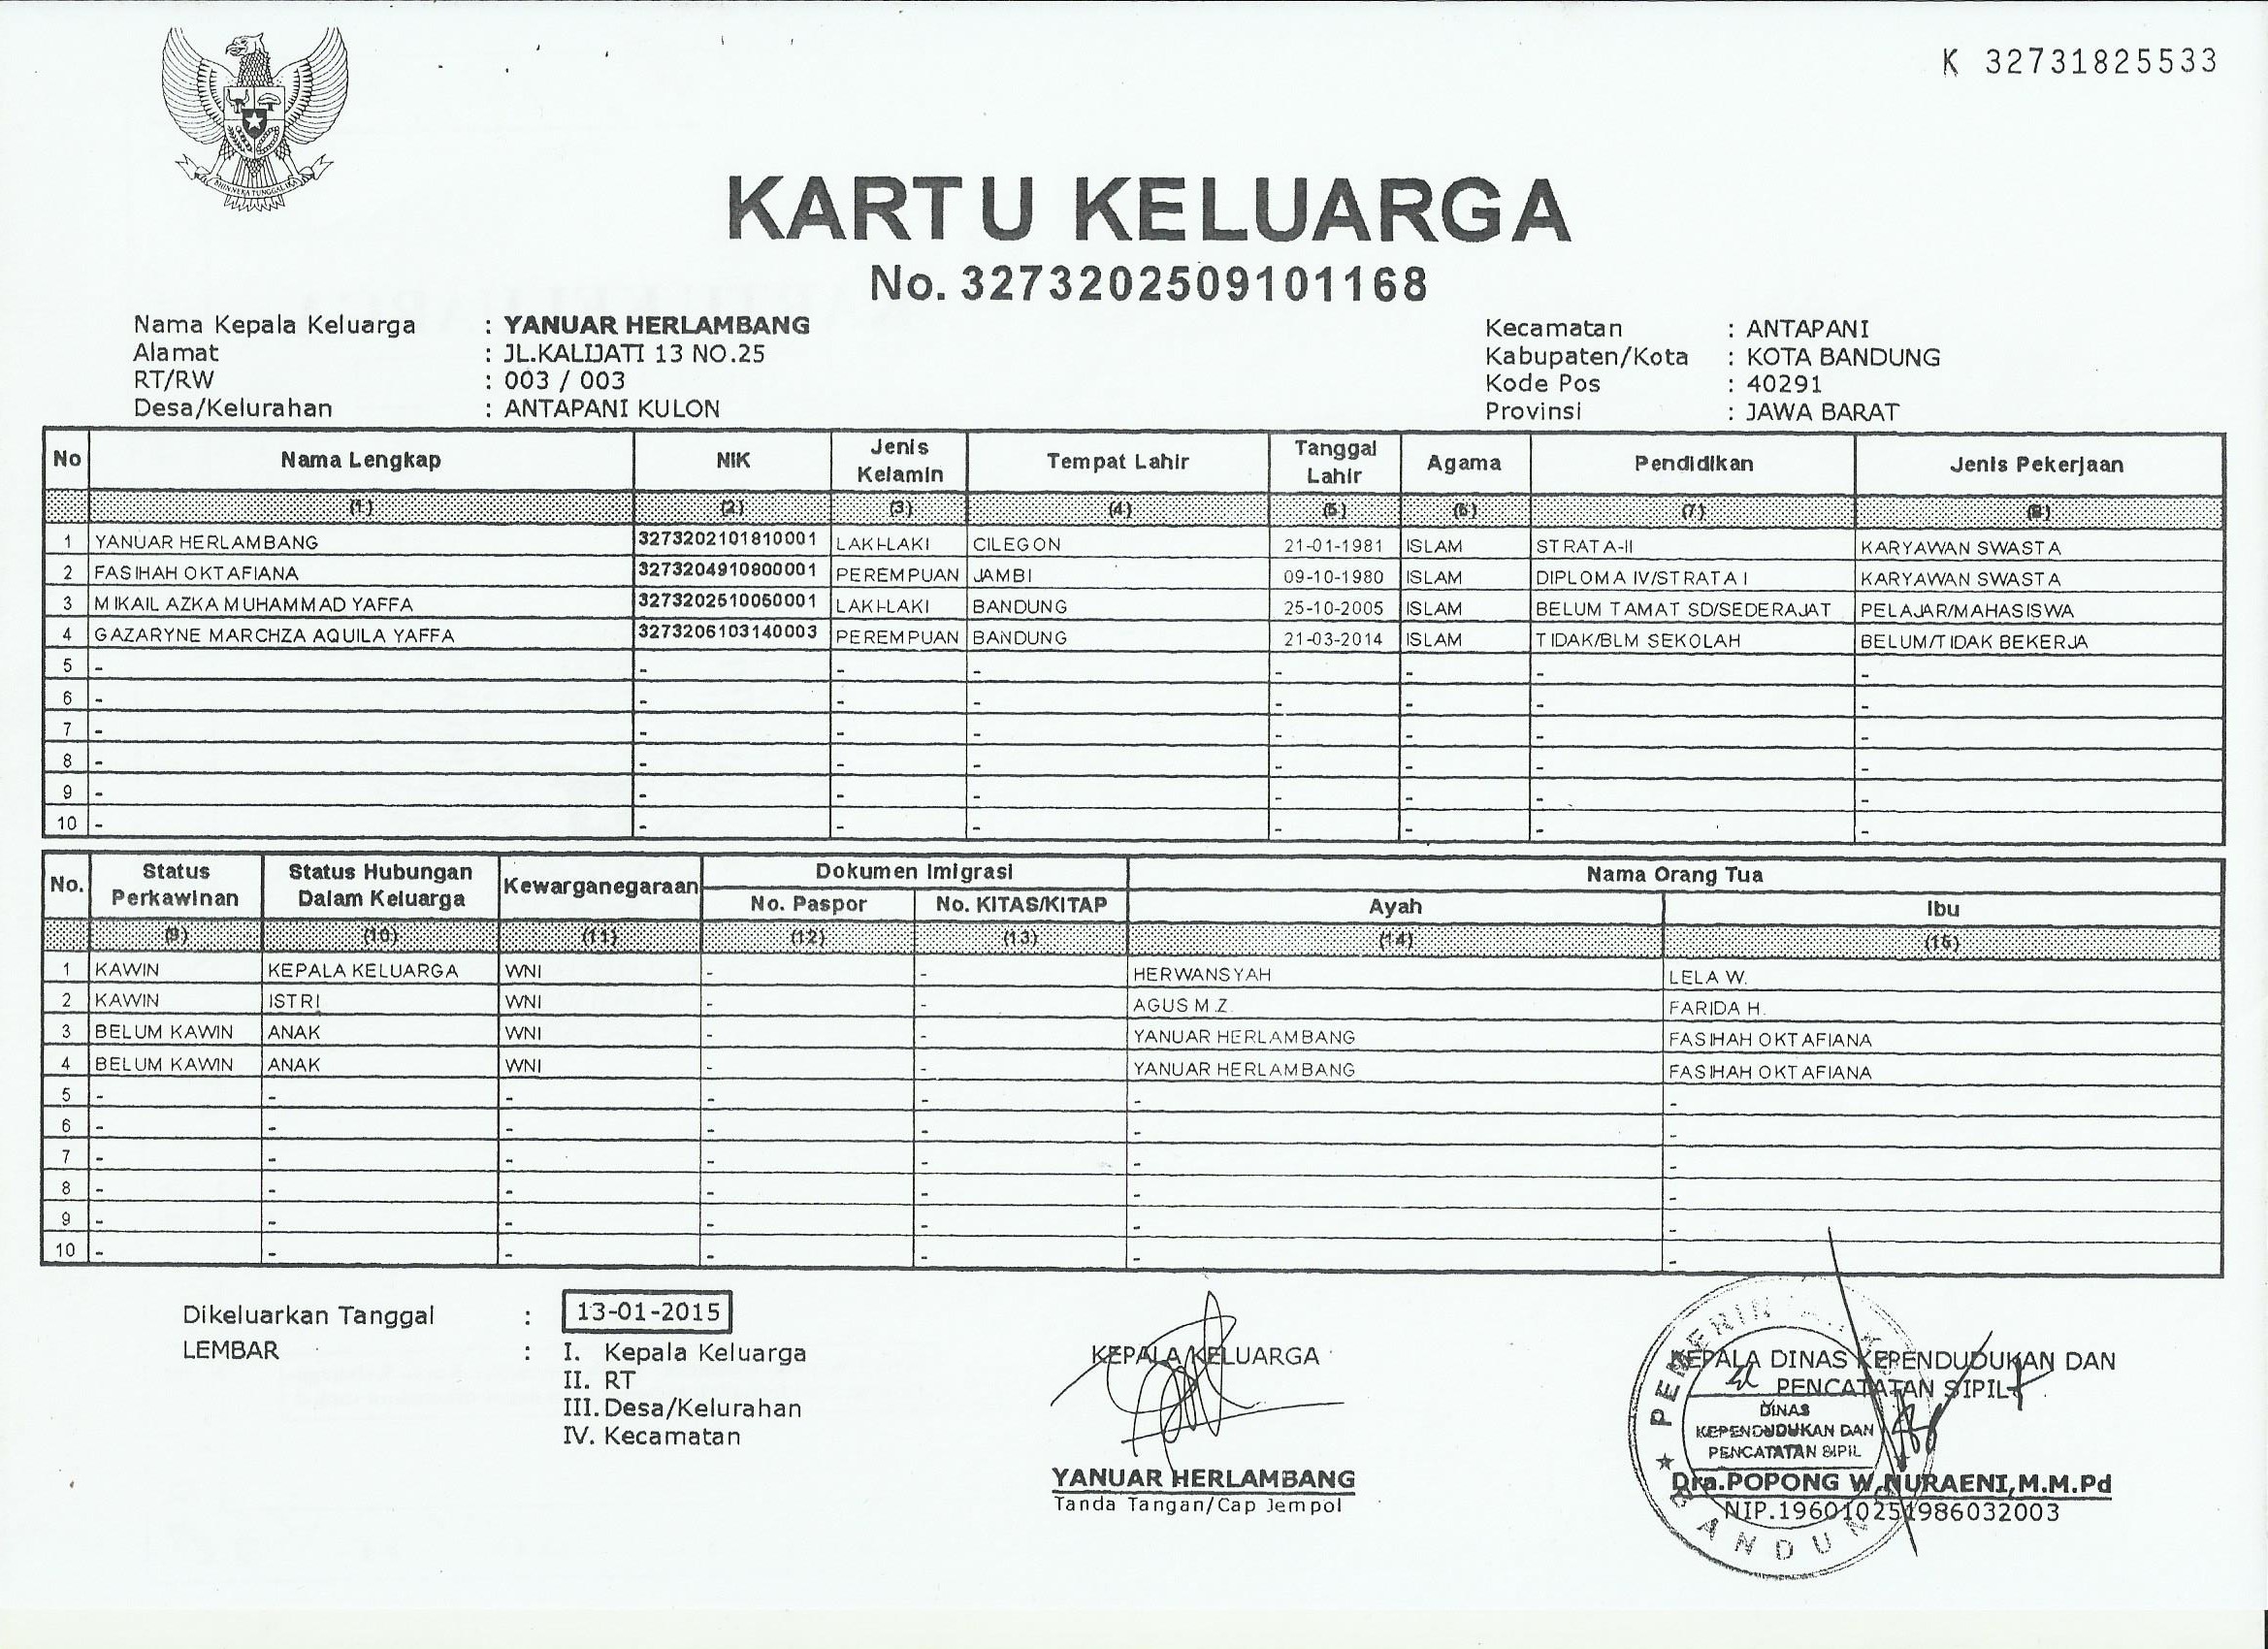 BHINNEKA TUNGGAL IKA
K 32731825533
KARTU KELUARGA
No. 3273202509101168
Nama Kepala Keluarga : YANUAR HERLAMBANG Kecamatan : ANTAPANI
Alamat : JL.KALIJATI 13 NO.25 Kabupaten/Kota : KOTA BANDUNG
RT/RW : 003 / 003 Kode Pos : 40291
Desa/Kelurahan : ANTAPANI KULON Provinsi : JAWA BARAT
No Nama Lengkap NIK Jenis Kelamin Tempat Lahir Tanggal Lahir Agama Pendidikan Jenis Pekerjaan
(1) (2) (3) (4) (5) (6) (7) (8)
1 YANUAR HERLAMBANG 3273202101810001 LAKI-LAKI CILEGON 21-01-1981 ISLAM STRATA-II KARYAWAN SWASTA
2 FASIHAH OKTAFIANA 3273204910800001 PEREMPUAN JAMBI 09-10-1980 ISLAM DIPLOMA IV/STRATA I KARYAWAN SWASTA
3 MIKAIL AZKA MUHAMMAD YAFFA 3273202510050001 LAKI-LAKI BANDUNG 25-10-2005 ISLAM BELUM TAMAT SD/SEDERAJAT PELAJAR/MAHASISWA
4 GAZARYNE MARCHZA AQUILA YAFFA 3273206103140003 PEREMPUAN BANDUNG 21-03-2014 ISLAM TIDAK/BLM SEKOLAH BELUM/TIDAK BEKERJA
5 - - - - - - - -
6 - - - - - - - -
7 - - - - - - - -
8 - - - - - - - -
9 - - - - - - - -
10 - - - - - - - -
No. Status Perkawinan Status Hubungan Dalam Keluarga Kewarganegaraan Dokumen Imigrasi Nama Orang Tua
No. Paspor No. KITAS/KITAP Ayah Ibu
(9) (10) (11) (12) (13) (14) (15)
1 KAWIN KEPALA KELUARGA WNI - - HERWANSYAH LELA W.
2 KAWIN ISTRI WNI - - AGUS M.Z. FARIDA H.
3 BELUM KAWIN ANAK WNI - - YANUAR HERLAMBANG FASIHAH OKTAFIANA
4 BELUM KAWIN ANAK WNI - - YANUAR HERLAMBANG FASIHAH OKTAFIANA
5 - - - - - - -
6 - - - - - - -
7 - - - - - - -
8 - - - - - - -
9 - - - - - - -
10 - - - - - - -
Dikeluarkan Tanggal : 13-01-2015
LEMBAR : I. Kepala Keluarga
II. RT
III. Desa/Kelurahan
IV. Kecamatan
KEPALA KELUARGA
YANUAR HERLAMBANG
Tanda Tangan/Cap Jempol
KEPALA DINAS KEPENDUDUKAN DAN
PENCATATAN SIPIL
DINAS
KEPENDUDUKAN DAN
PENCATATAN SIPIL
Dra.POPONG W.NURAENI,M.M.Pd
NIP.196010251986032003
BANDUNG